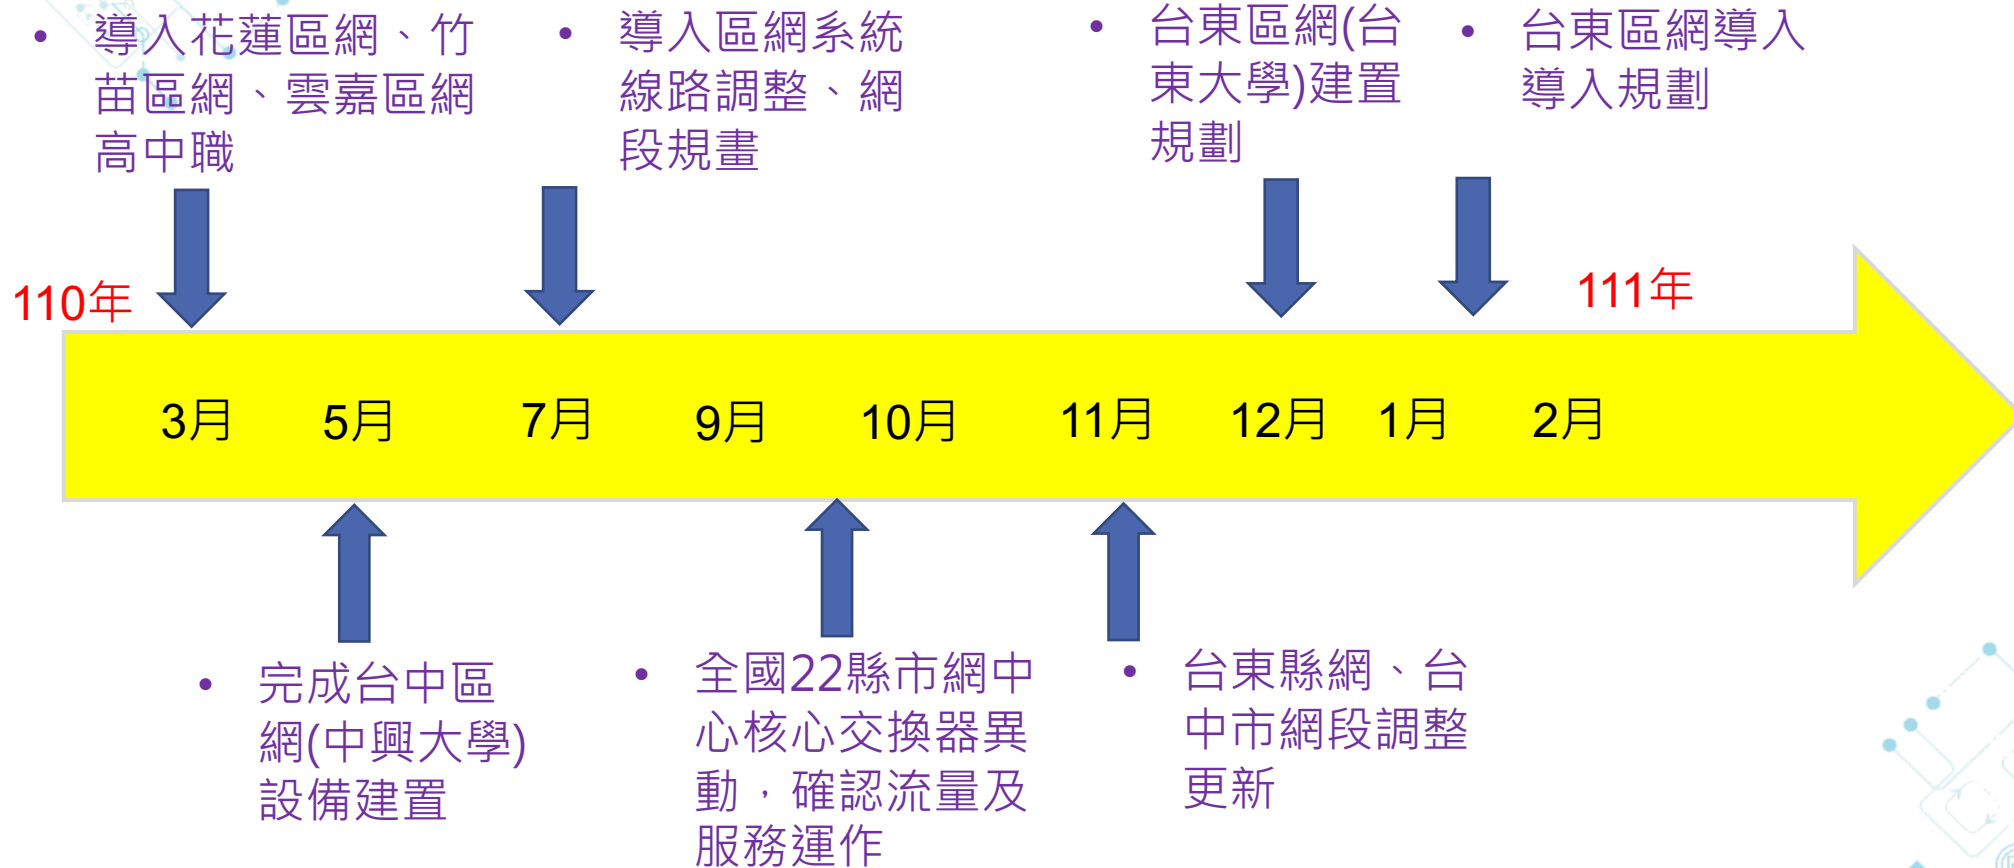 • 導入花蓮區網、竹
苗區網、雲嘉區網
高中職
• 導入區網系統
線路調整、網
段規畫
• 台東區網(台
東大學)建置
規劃
• 台東區網導入
導入規劃
110年
111年
3月
5月
7月
9月
10月
11月
12月
1月
2月
• 完成台中區
網(中興大學)
設備建置
• 全國22縣市網中
心核心交換器異
動，確認流量及
服務運作
• 台東縣網、台
中市網段調整
更新